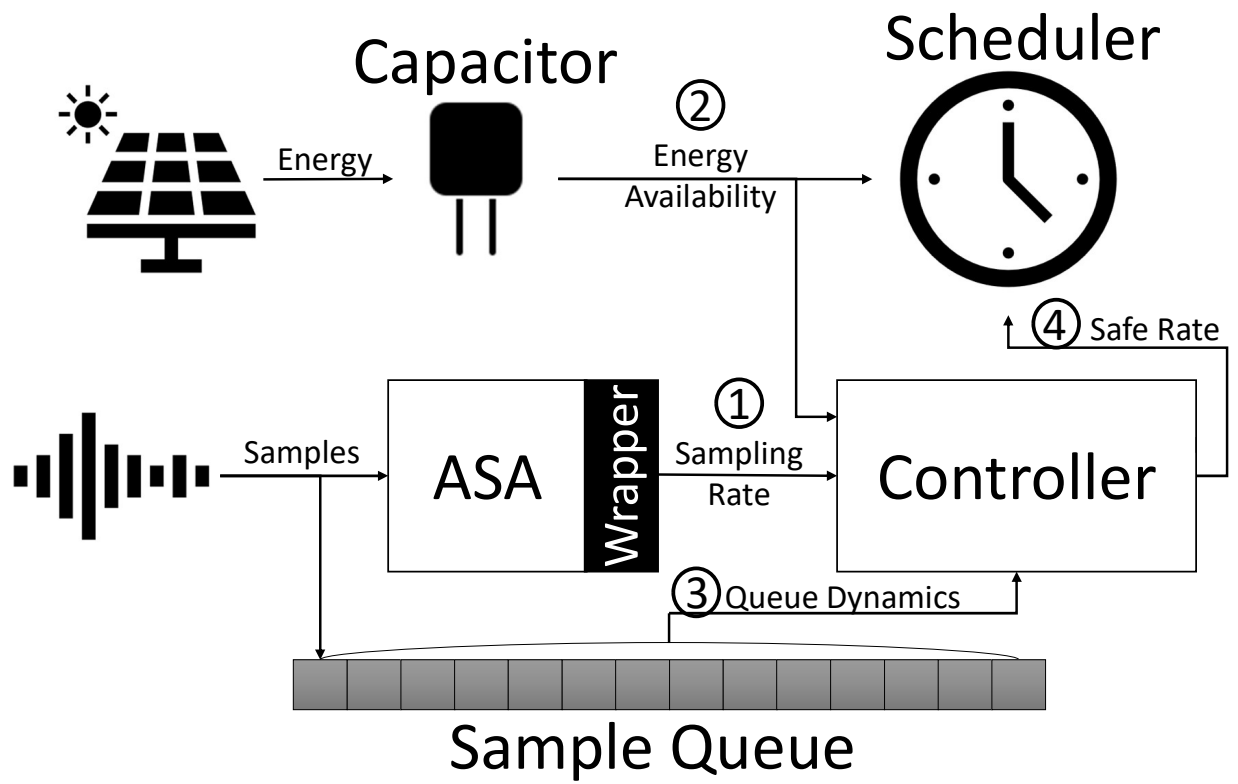 Capacitor
Scheduler
②
Energy
Energy
Availability
④ Safe Rate
①
Samples
ASA
Wrapper
Sampling
Rate
Controller
③ Queue Dynamics
Sample Queue